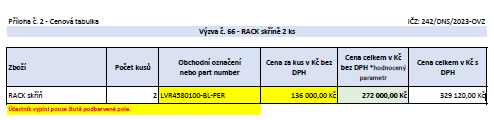 Příloha č. 2 - Cenová tabulka IČZ: 242/DNS/2023-OVZ
Výzva č. 66 - RACK skříně 2 ks
Zboží Počet kusů Obchodní označení nebo part number Cena za kus v Kč bez DPH Cena celkem v Kč bez DPH *hodnocený parametr Cena celkem v Kč s DPH
RACK skříň 2 LVR4580100-BL-PER 136 000,00 Kč 272 000,00 Kč 329 120,00 Kč
Účastník vyplní pouze žlutě podbarvené pole.